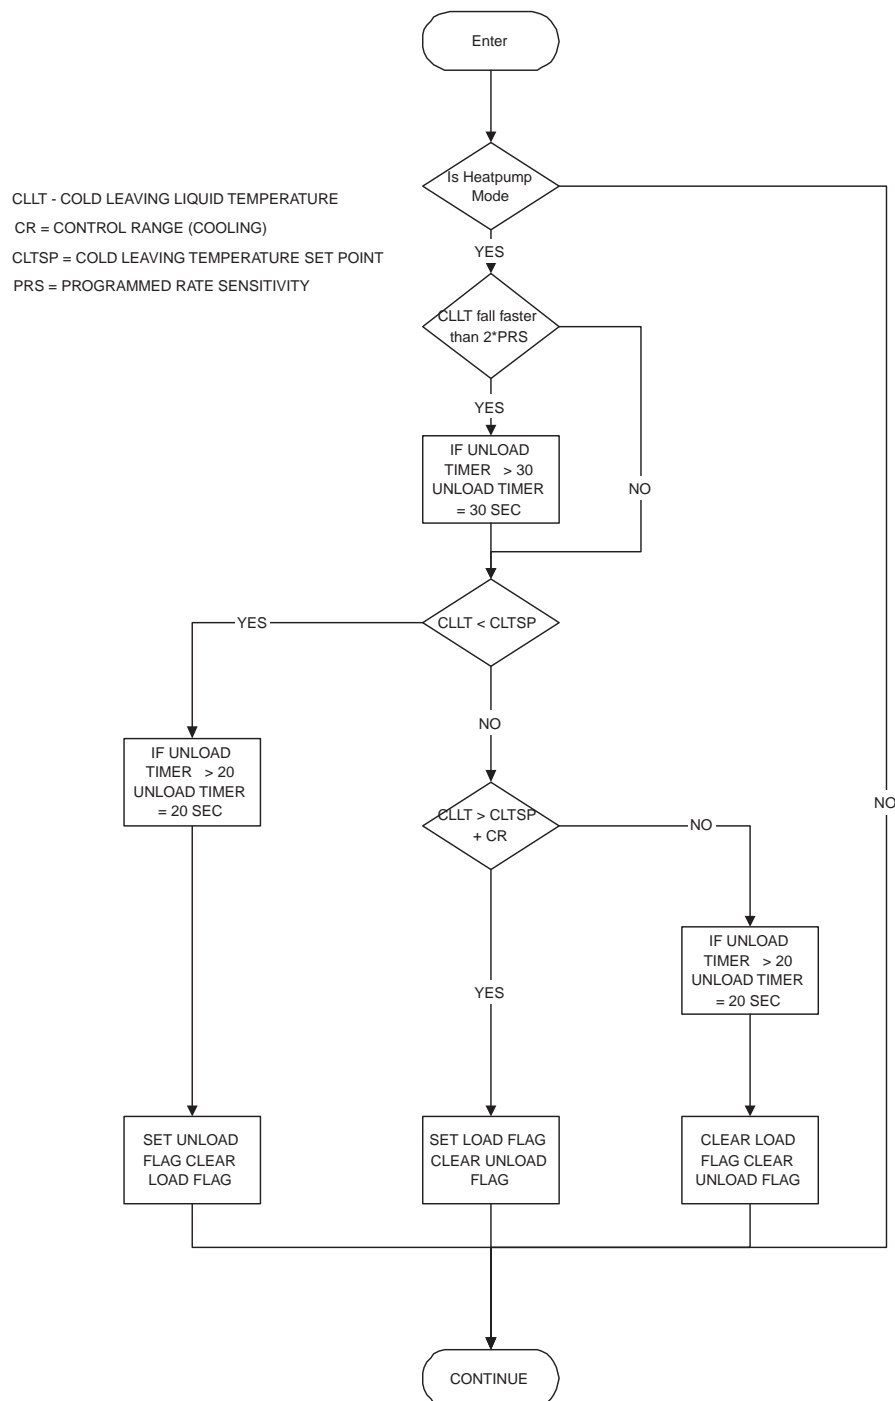 Enter
Is Heatpump
Mode
CLLT - COLD LEAVING LIQUID TEMPERATURE
CR = CONTROL RANGE (COOLING)
CLTSP = COLD LEAVING TEMPERATURE SET POINT
PRS = PROGRAMMED RATE SENSITIVITY
YES
CLLT fall faster
than 2*PRS
YES
IF UNLOAD
TIMER > 30
UNLOAD TIMER
= 30 SEC
NO
CLLT < CLTSP
YES
NO
IF UNLOAD
TIMER > 20
UNLOAD TIMER
= 20 SEC
CLLT > CLTSP
+ CR
NO
NO
IF UNLOAD
TIMER > 20
UNLOAD TIMER
= 20 SEC
YES
SET UNLOAD
FLAG CLEAR
LOAD FLAG
SET LOAD FLAG
CLEAR UNLOAD
FLAG
CLEAR LOAD
FLAG CLEAR
UNLOAD FLAG
CONTINUE